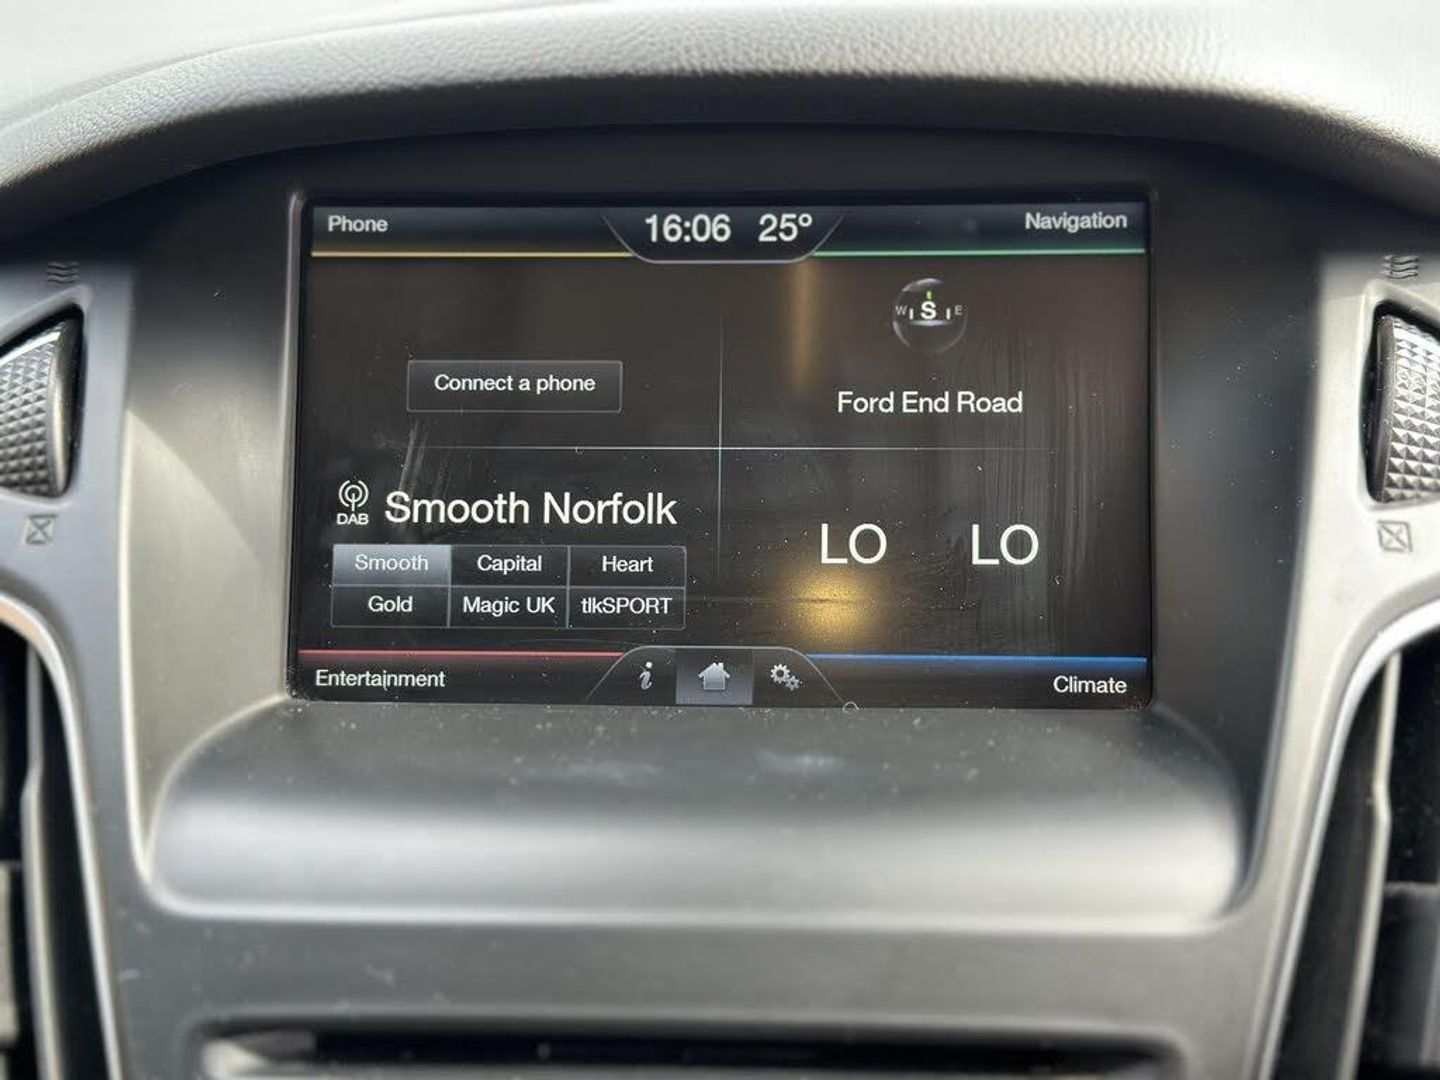 Phone
16:06 25°
Navigation
W S E
Connect a phone
Ford End Road
DAB
Smooth Norfolk
LO LO
Smooth Capital Heart
Gold Magic UK tlkSPORT
Entertainment
i
Climate